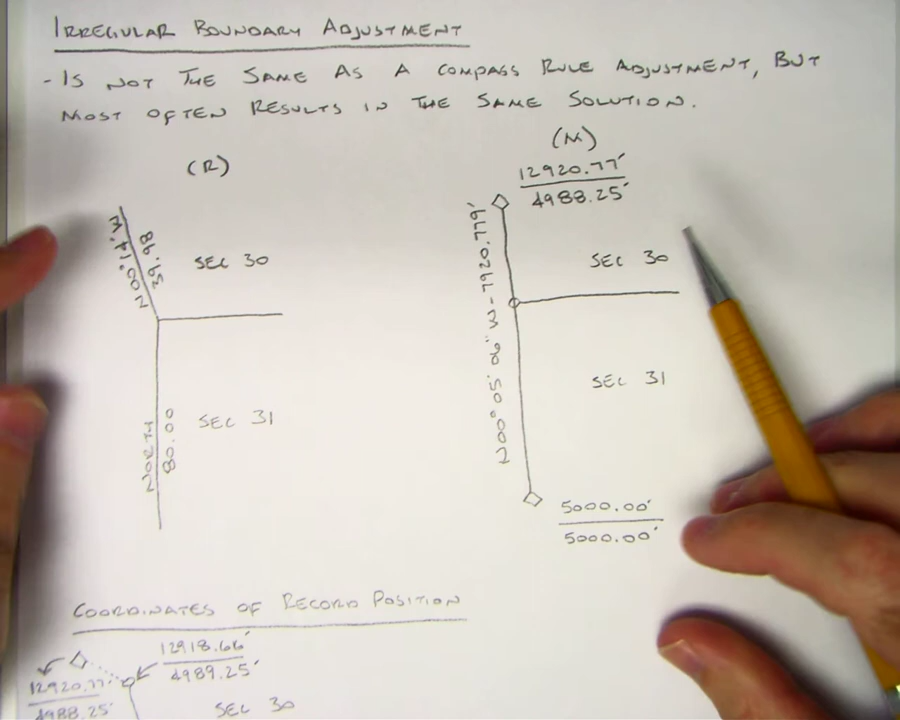 IRREGULAR BOUNDARY ADJUSTMENT
- IS NOT THE SAME AS A COMPASS RULE ADJUSTMENT, BUT
MOST OFTEN RESULTS IN THE SAME SOLUTION.
(R)
N00°14'W
39.98
SEC 30
NORTH
80.00
SEC 31
(M)
12920.77'
4988.25'
N00°05'06"W-7920.779'
SEC 30
SEC 31
5000.00'
5000.00'
COORDINATES OF RECORD POSITION
12918.66'
4989.25'
12920.77'
4988.25'
SEC 30